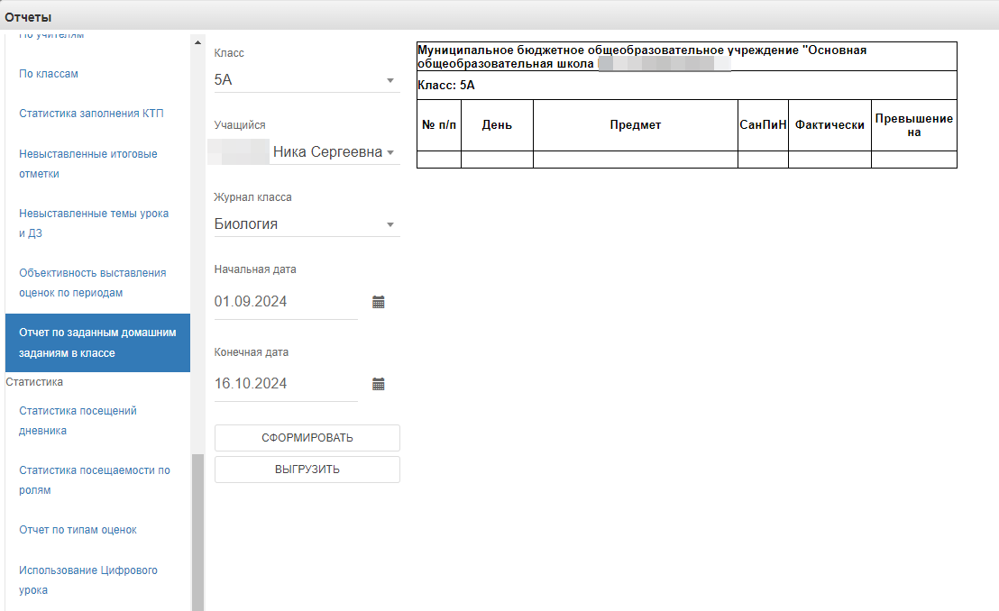 Отчеты
По учителям
По классам
Статистика заполнения КТП
Невыставленные итоговые
отметки
Невыставленные темы урока
и ДЗ
Объективность выставления
оценок по периодам
Отчет по заданным домашним
заданиям в классе
Статистика
Статистика посещений
дневника
Статистика посещаемости по
ролям
Отчет по типам оценок
Использование Цифрового
урока
Класс
5А
Учащийся
Ника Сергеевна
Журнал класса
Биология
Начальная дата
01.09.2024
Конечная дата
16.10.2024
СФОРМИРОВАТЬ
ВЫГРУЗИТЬ
Муниципальное бюджетное общеобразовательное учреждение "Основная
общеобразовательная школа
Класс: 5А
№ п/п День Предмет СанПиН Фактически Превышение
на